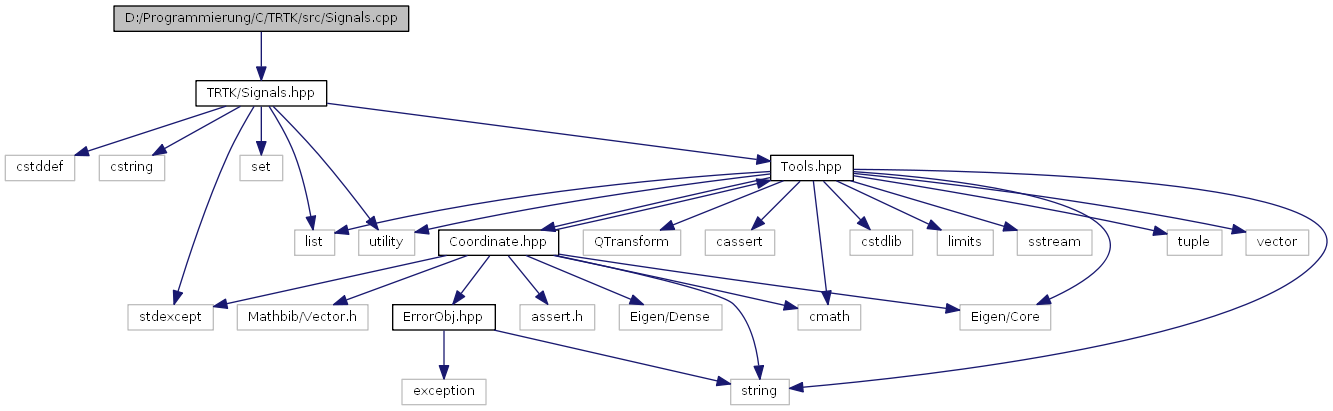 D:/Programmierung/C/TRTK/src/Signals.cpp
TRTK/Signals.hpp
cstddef
cstring
set
Tools.hpp
list
utility
Coordinate.hpp
QTransform
cassert
cstdlib
limits
sstream
tuple
vector
stdexcept
Mathbib/Vector.h
ErrorObj.hpp
assert.h
Eigen/Dense
cmath
Eigen/Core
exception
string